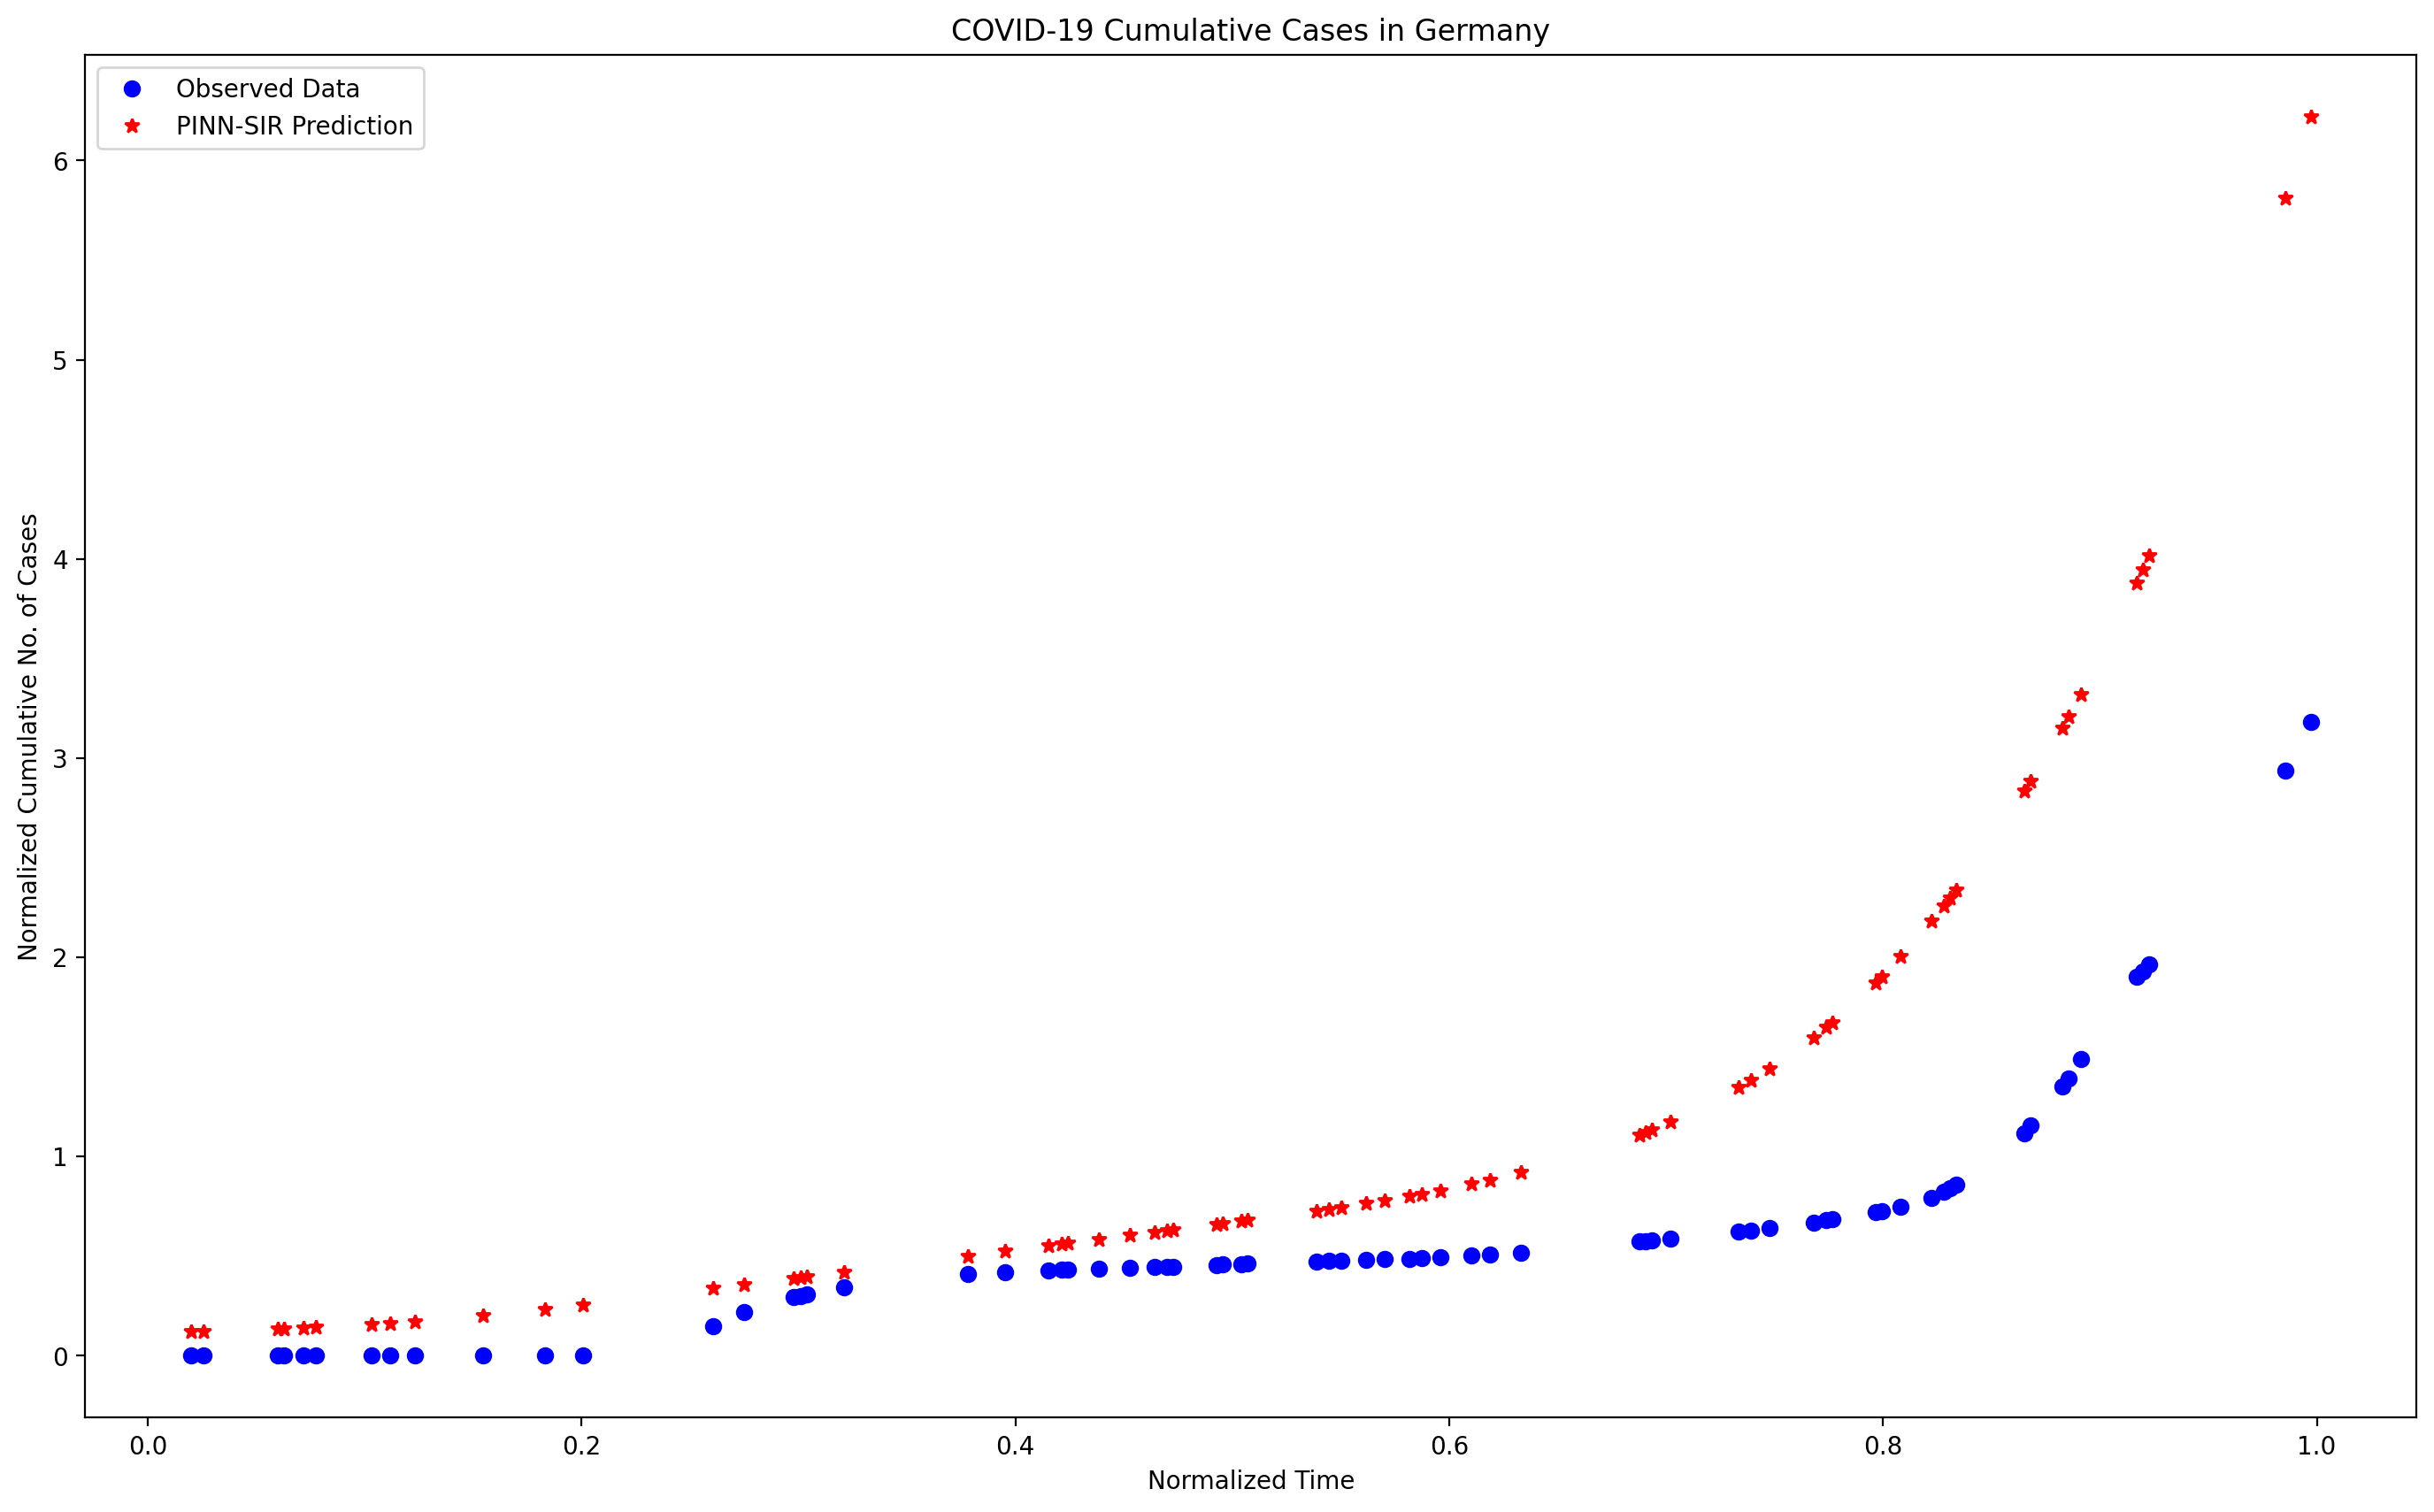 COVID-19 Cumulative Cases in Germany
Observed Data
PINN-SIR Prediction
Normalized Cumulative No. of Cases
6
5
4
3
2
1
0
0.0 0.2 0.4 0.6 0.8 1.0
Normalized Time